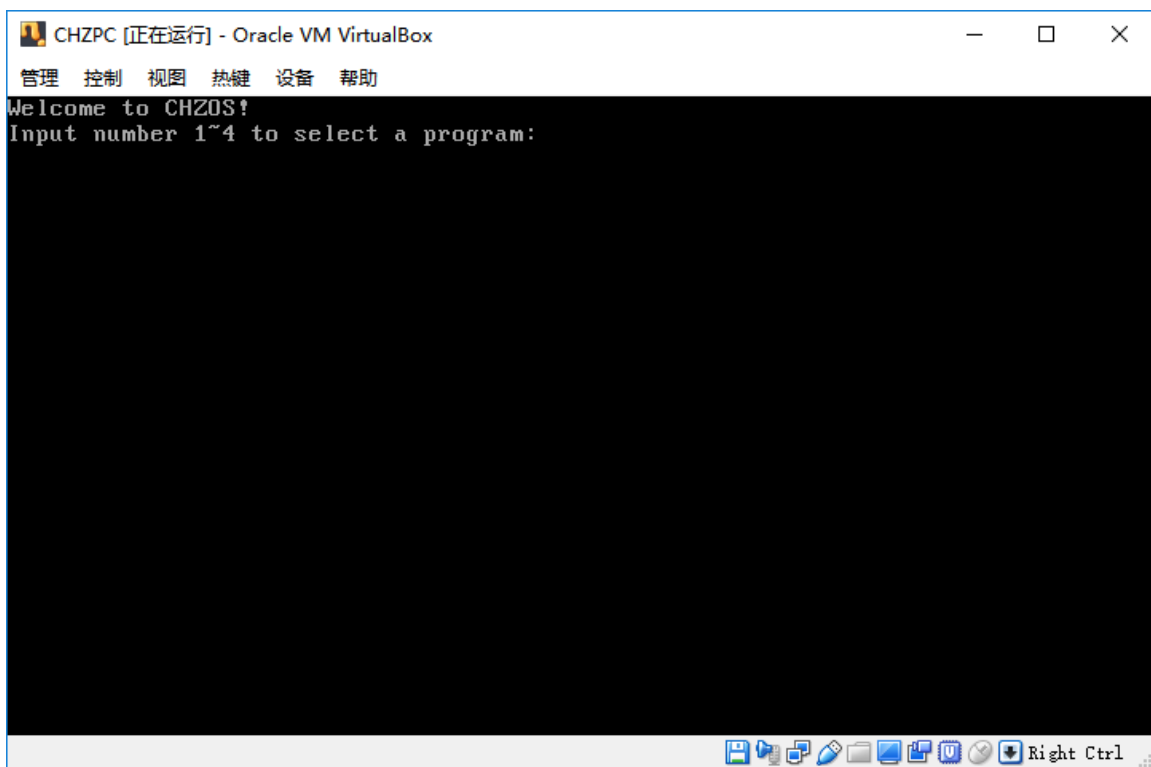 CHZPC [正在运行] - Oracle VM VirtualBox
管理 控制 视图 热键 设备 帮助
Welcome to CHZOS!
Input number 1~4 to select a program:
Right Ctrl